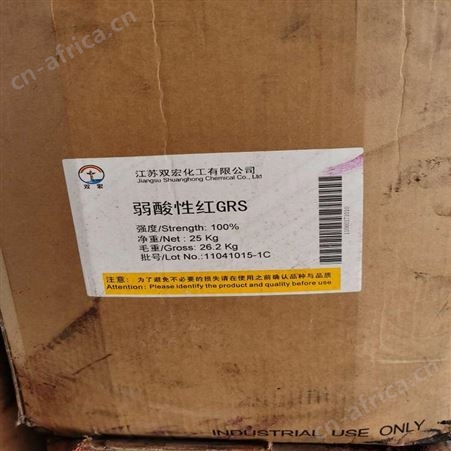 cn-africa.cn
双宏
江苏双宏化工有限公司
Jiangsu Shuanghong Chemical Co., Ltd
弱酸性红GRS
强度/Strength: 100%
净重/Net : 25 Kg
毛重/Gross: 26.2 Kg
批号/Lot No.:11041015-1C
注意: 为了避免不必要的损失请在使用之前确认品种与品质
Attention: Please identify the product and quality before use
INDUSTRIAL USE ONLY